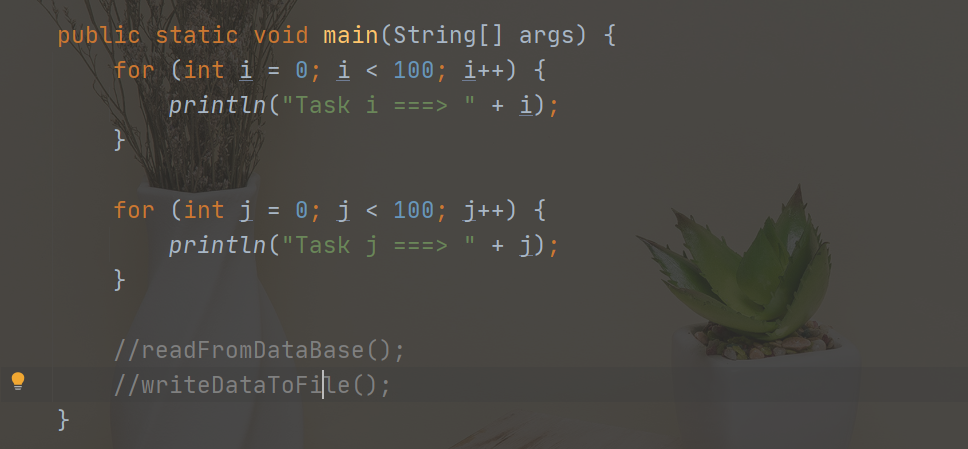 public static void main(String[] args) {
    for (int i = 0; i < 100; i++) {
        println("Task i ===> " + i);
    }

    for (int j = 0; j < 100; j++) {
        println("Task j ===> " + j);
    }

    //readFromDataBase();
    //writeDataToFile();
}